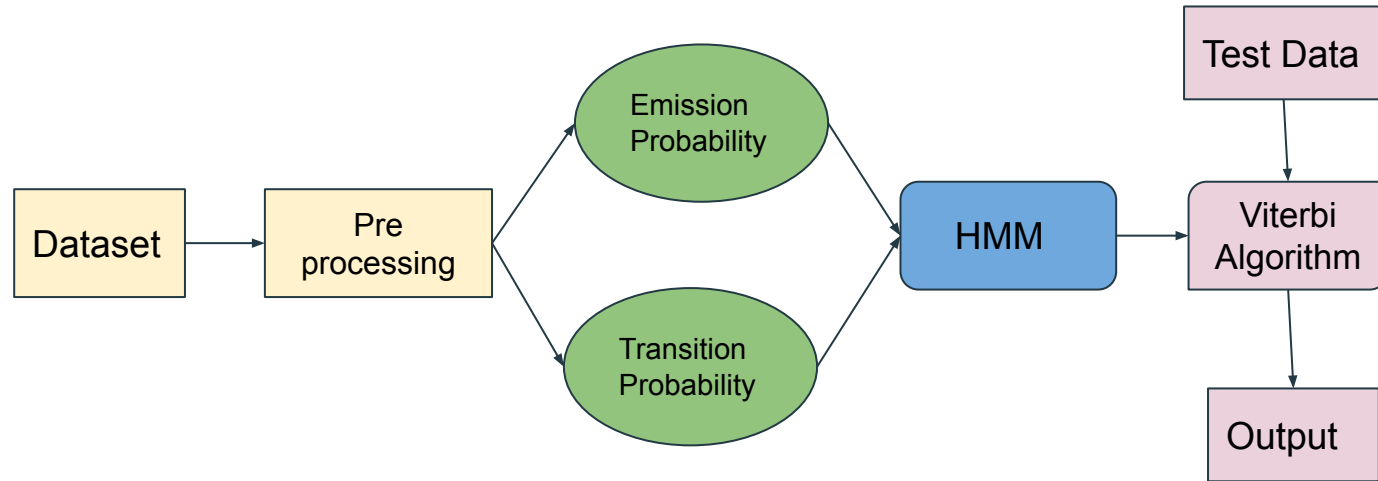 Dataset
Pre
processing
Emission
Probability
Transition
Probability
HMM
Test Data
Viterbi
Algorithm
Output